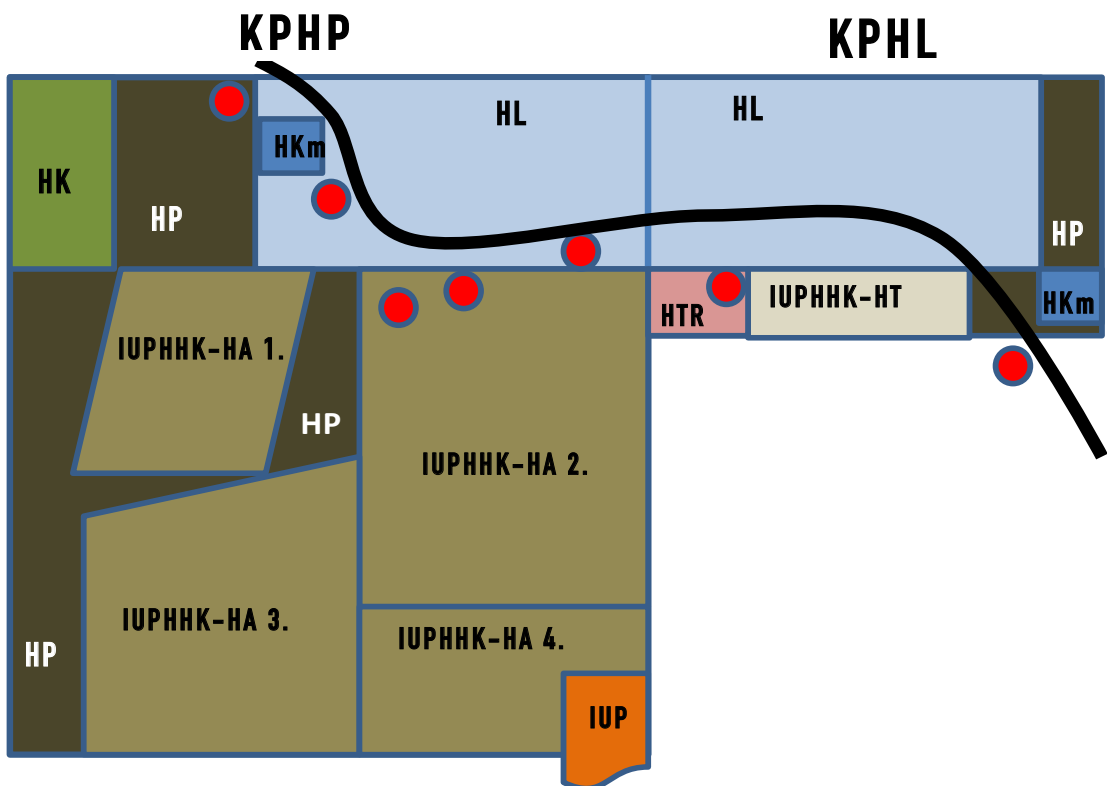 KPHP
KPHL
HL
HL
HKm
HK
HP
HP
HTR
IUPHHK-HT
HKm
IUPHHK-HA 1.
HP
IUPHHK-HA 2.
IUPHHK-HA 3.
IUPHHK-HA 4.
HP
IUP